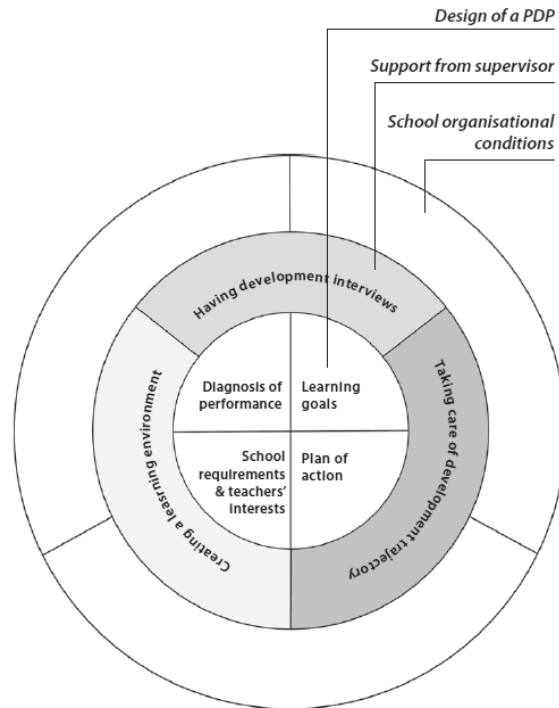 Design of a PDP
Support from supervisor
School organisational
conditions
Having development interviews
Diagnosis of
performance
Learning
goals
School
requirements
& teachers'
interests
Plan of
action
Creating a leasrning environment
Taking care of development trajectory